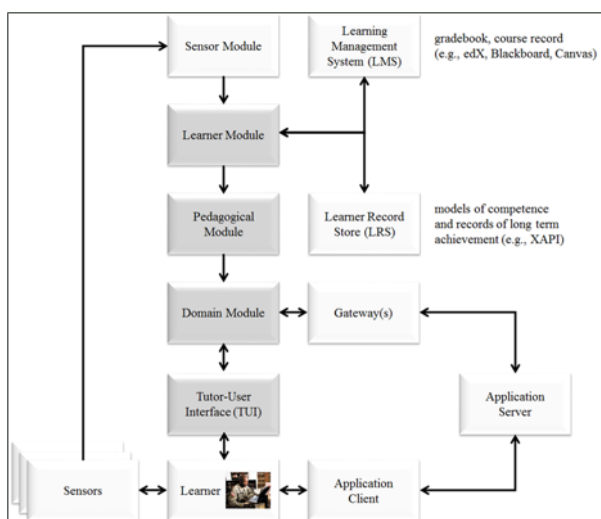 Sensor Module
Learning
Management
System (LMS)
gradebook, course record
(e.g., edX, Blackboard, Canvas)
Learner Module
Pedagogical
Module
Learner Record
Store (LRS)
models of competence
and records of long term
achievement (e.g., XAPI)
Domain Module
Gateway(s)
Tutor-User
Interface (TUI)
Application
Server
Sensors
Learner
Application
Client